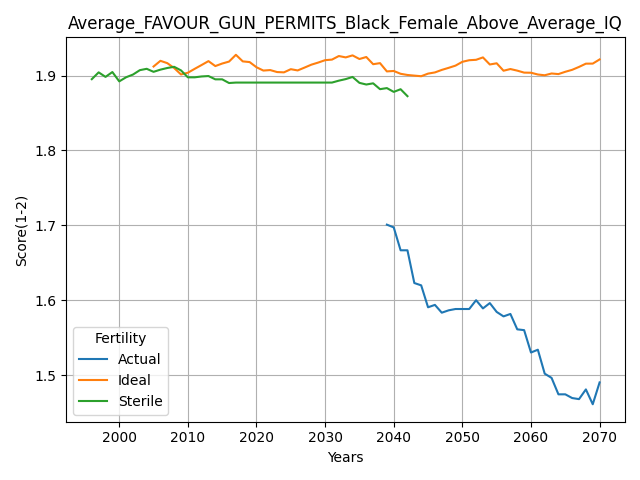 Average_FAVOUR_GUN_PERMITS_Black_Female_Above_Average_IQ
Score(1-2)
1.9
1.8
1.7
1.6
1.5
Fertility
Actual
Ideal
Sterile
2000 2010 2020 2030 2040 2050 2060 2070
Years